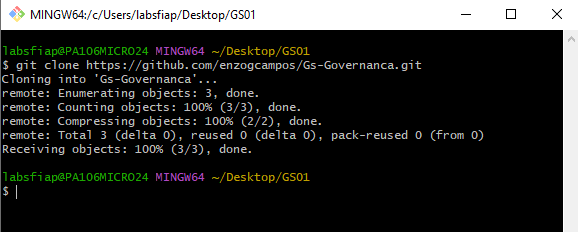 MINGW64:/c/Users/labsfiap/Desktop/GS01
labsfiap@PA106MICRO24 MINGW64 ~/Desktop/GS01
$ git clone https://github.com/enzogcampos/Gs-Governanca.git
Cloning into 'Gs-Governanca'...
remote: Enumerating objects: 3, done.
remote: Counting objects: 100% (3/3), done.
remote: Compressing objects: 100% (2/2), done.
remote: Total 3 (delta 0), reused 0 (delta 0), pack-reused 0 (from 0)
Receiving objects: 100% (3/3), done.
labsfiap@PA106MICRO24 MINGW64 ~/Desktop/GS01
$